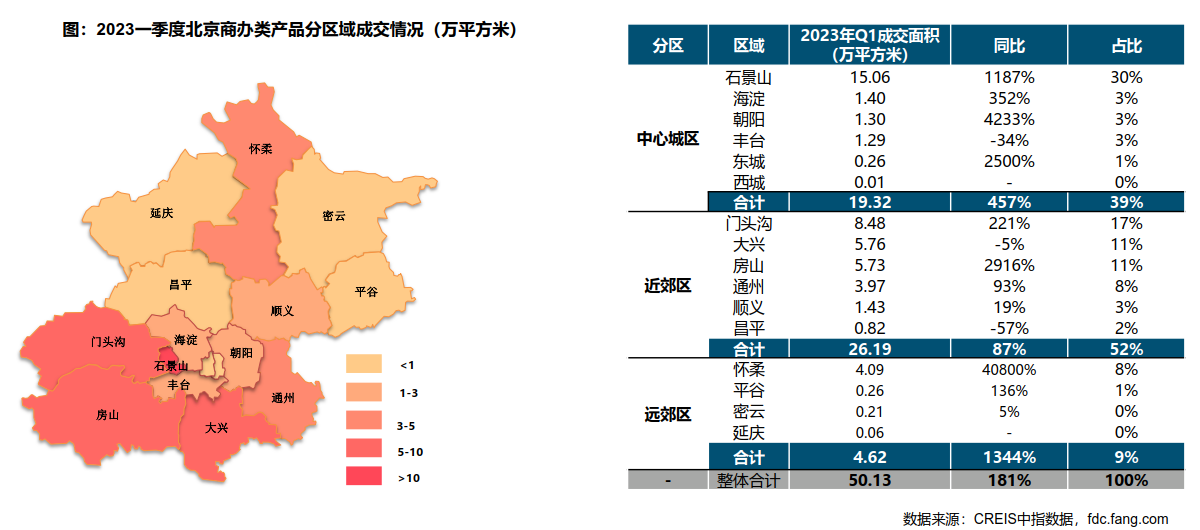 图：2023一季度北京商办类产品分区域成交情况（万平方米）
怀柔
延庆
密云
昌平
平谷
顺义
门头沟
海淀
朝阳
石景山
丰台
通州
房山
大兴
<1
1-3
3-5
5-10
>10
分区 区域 2023年Q1成交面积 同比 占比
（万平方米）
石景山 15.06 1187% 30%
海淀 1.40 352% 3%
朝阳 1.30 4233% 3%
中心城区 丰台 1.29 -34% 3%
东城 0.26 2500% 1%
西城 0.01 - 0%
合计 19.32 457% 39%
门头沟 8.48 221% 17%
大兴 5.76 -5% 11%
房山 5.73 2916% 11%
近郊区 通州 3.97 93% 8%
顺义 1.43 19% 3%
昌平 0.82 -57% 2%
合计 26.19 87% 52%
怀柔 4.09 40800% 8%
平谷 0.26 136% 1%
远郊区 密云 0.21 5% 0%
延庆 0.06 - 0%
合计 4.62 1344% 9%
- 整体合计 50.13 181% 100%
数据来源：CREIS中指数据，fdc.fang.com